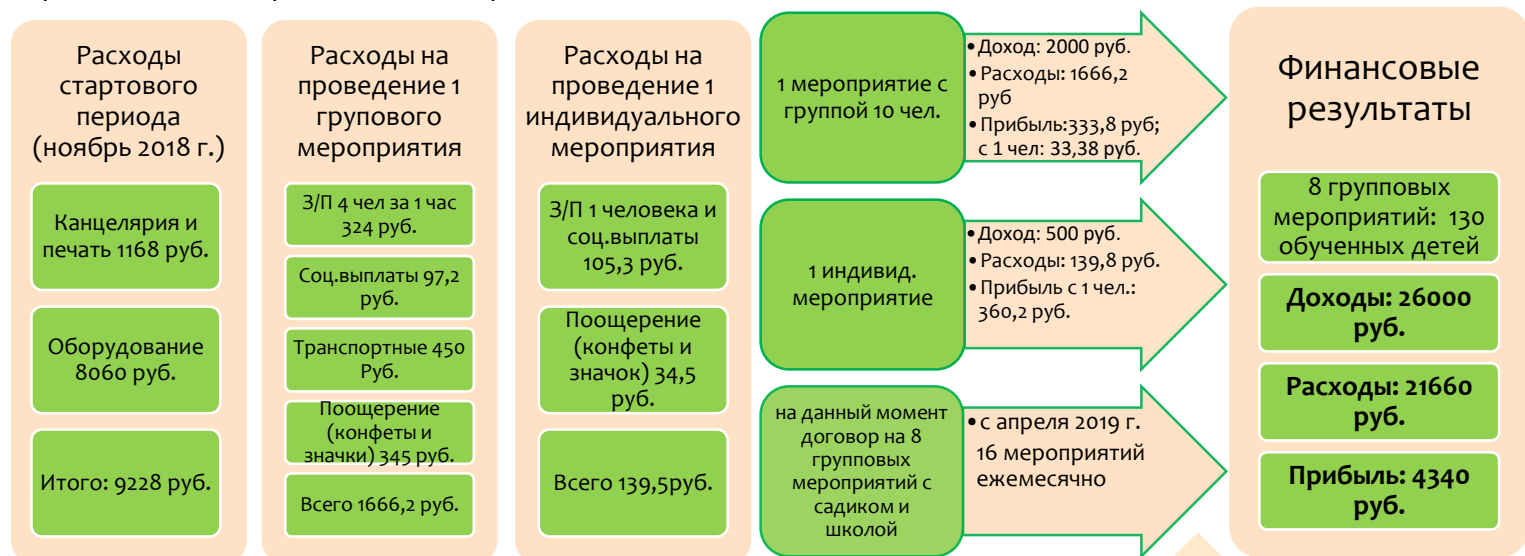 Расходы
стартового
периода
(ноябрь 2018 г.)
Канцелярия и
печать 1168 руб.
Оборудование
8060 руб.
Итого: 9228 руб.
Расходы на
проведение 1
групового
мероприятия
З/П 4 чел за 1 час
324 руб.
Соц.выплаты 97,2
руб.
Транспортные 450
Руб.
Поощерение
(конфеты и
значки) 345 руб.
Всего 1666,2 руб.
Расходы на
проведение 1
индивидуального
мероприятия
З/П 1 человека и
соц.выплаты
105,3 руб.
Поощерение
(конфеты и
значок) 34,5
руб.
Всего 139,5руб.
1 мероприятие с
группой 10 чел.
•Доход: 2000 руб.
•Расходы: 1666,2
руб
•Прибыль:333,8 руб;
с 1 чел: 33,38 руб.
1 индивид.
мероприятие
•Доход: 500 руб.
•Расходы: 139,8 руб.
•Прибыль с 1 чел.:
360,2 руб.
на данный момент
договор на 8
групповых
мероприятий с
садиком и
школой
•с апреля 2019 г.
16 мероприятий
ежемесячно
Финансовые
результаты
8 групповых
мероприятий: 130
обученных детей
Доходы: 26000
руб.
Расходы: 21660
руб.
Прибыль: 4340
руб.